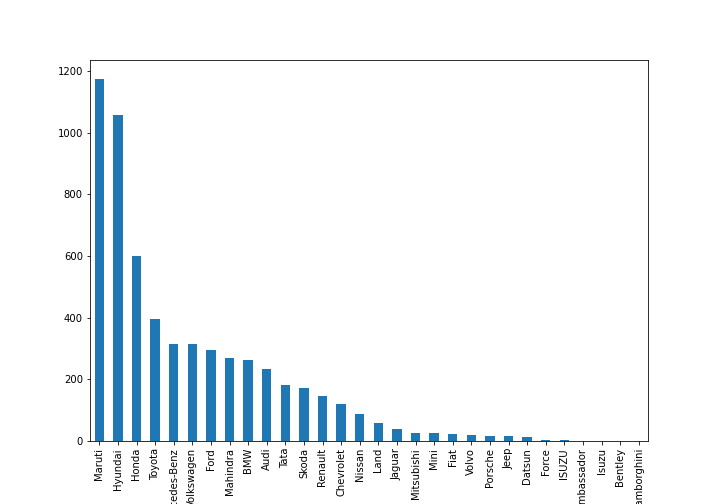 1200
1000
800
600
400
200
0
Maruti
Hyundai
Honda
Toyota
edes-Benz
olkswagen
Ford
Mahindra
BMW
Audi
Tata
Skoda
Renault
Chevrolet
Nissan
Land
Jaguar
Mitsubishi
Mini
Fiat
Volvo
Porsche
Jeep
Datsun
Force
ISUZU
mbassador
Isuzu
Bentley
amborghini